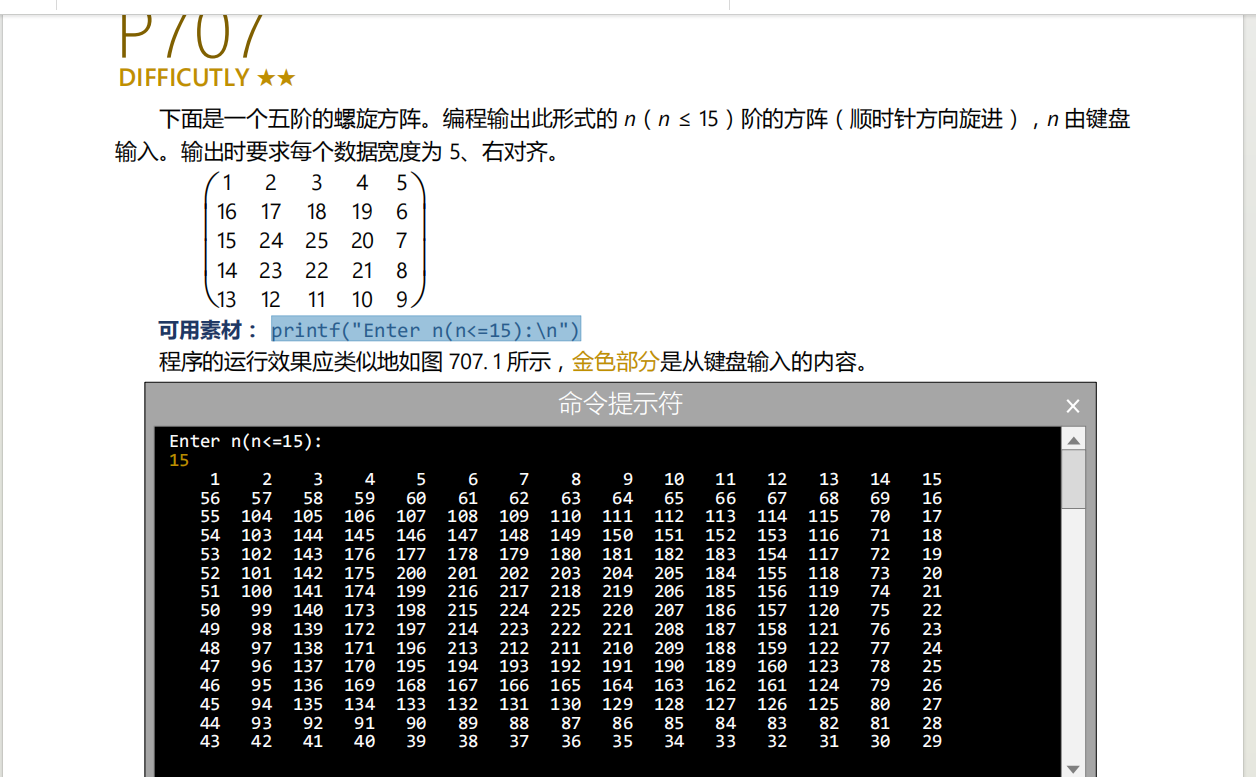 P707
DIFFICUTLY ★★
下面是一个五阶的螺旋方阵。编程输出此形式的 n ( n ≤ 15 ) 阶的方阵 ( 顺时针方向旋进 ) , n 由键盘
输入。输出时要求每个数据宽度为 5、右对齐。
1 2 3 4 5
16 17 18 19 6
15 24 25 20 7
14 23 22 21 8
13 12 11 10 9
可用素材： printf("Enter n(n<=15):\n")
程序的运行效果应类似地如图 707.1 所示 , 金色部分是从键盘输入的内容。
命令提示符 ×
Enter n(n<=15):
15
1 2 3 4 5 6 7 8 9 10 11 12 13 14 15
56 57 58 59 60 61 62 63 64 65 66 67 68 69 16
55 104 105 106 107 108 109 110 111 112 113 114 115 70 17
54 103 144 145 146 147 148 149 150 151 152 153 116 71 18
53 102 143 176 177 178 179 180 181 182 183 154 117 72 19
52 101 142 175 200 201 202 203 204 205 184 155 118 73 20
51 100 141 174 199 216 217 218 219 206 185 156 119 74 21
50 99 140 173 198 215 224 225 220 207 186 157 120 75 22
49 98 139 172 197 214 223 222 221 208 187 158 121 76 23
48 97 138 171 196 213 212 211 210 209 188 159 122 77 24
47 96 137 170 195 194 193 192 191 190 189 160 123 78 25
46 95 136 169 168 167 166 165 164 163 162 161 124 79 26
45 94 135 134 133 132 131 130 129 128 127 126 125 80 27
44 93 92 91 90 89 88 87 86 85 84 83 82 81 28
43 42 41 40 39 38 37 36 35 34 33 32 31 30 29